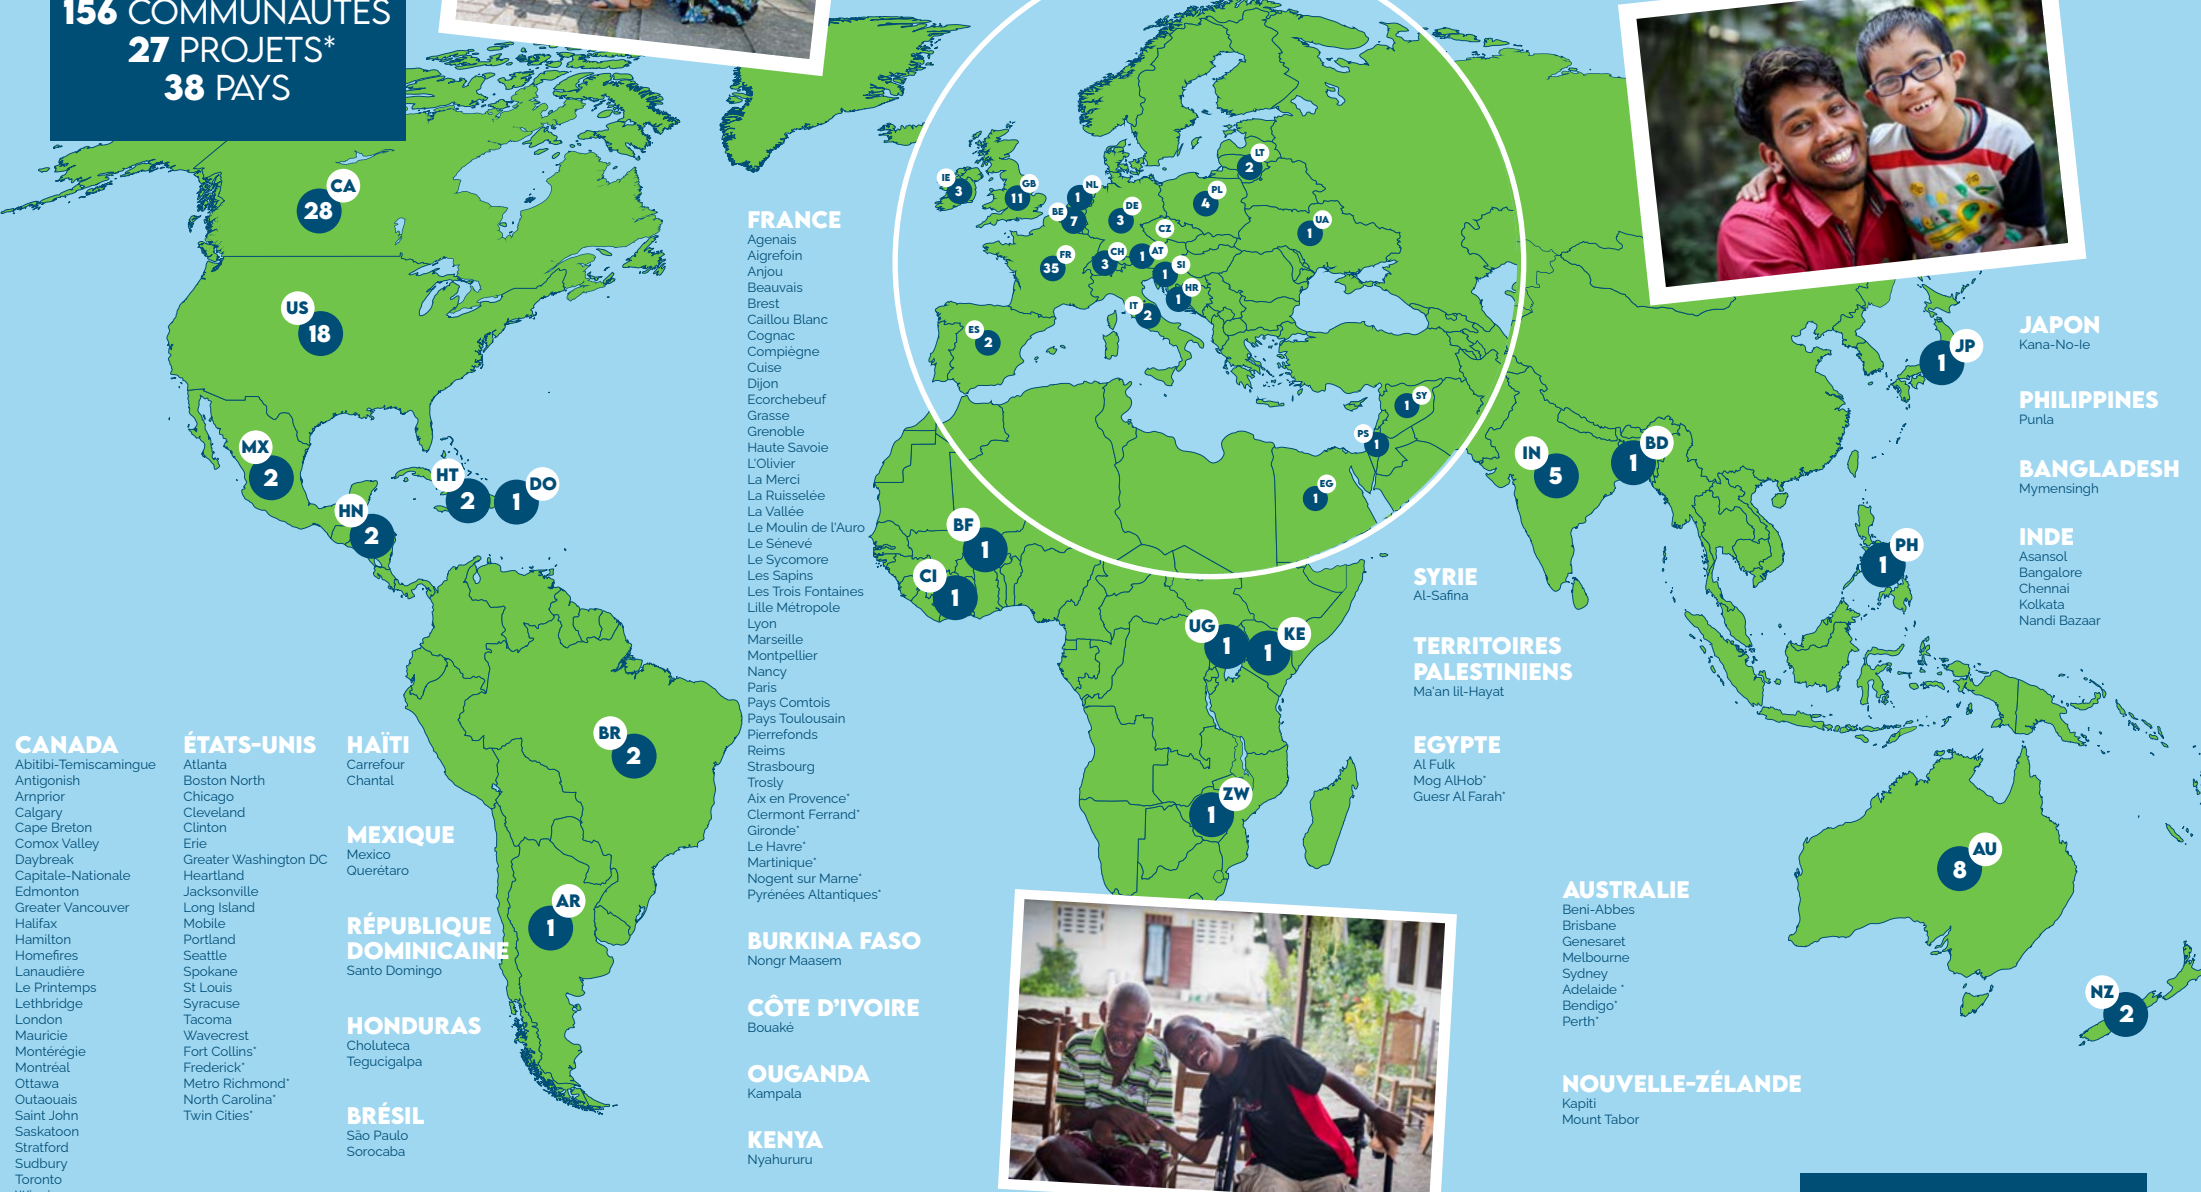 156 COMMUNAUTÉS
27 PROJETS*
38 PAYS
CA
28
US
18
MX
2
HN
2
HT
2
DO
1
BR
2
AR
1
IE
3
GB
11
NL
1
BE
7
DE
3
PL
4
LT
2
CZ
UA
1
FR
35
CH
3
AT
1
SI
1
HR
1
IT
2
ES
2
SY
1
PS
1
EG
1
BF
1
CI
1
UG
1
KE
1
ZW
1
IN
5
BD
1
JP
1
PH
1
AU
8
NZ
2
CANADA
Abitibi-Temiscamingue
Antigonish
Arnprior
Calgary
Cape Breton
Comox Valley
Daybreak
Capitale-Nationale
Edmonton
Greater Vancouver
Halifax
Hamilton
Homefires
Lanaudière
Le Printemps
Lethbridge
London
Mauricie
Montérégie
Montréal
Ottawa
Outaouais
Saint John
Saskatoon
Stratford
Sudbury
Toronto
ÉTATS-UNIS
Atlanta
Boston North
Chicago
Cleveland
Clinton
Erie
Greater Washington DC
Heartland
Jacksonville
Long Island
Mobile
Portland
Seattle
Spokane
St Louis
Syracuse
Tacoma
Wavecrest
Fort Collins*
Frederick*
Metro Richmond*
North Carolina*
Twin Cities*
HAÏTI
Carrefour
Chantal
MEXIQUE
Mexico
Querétaro
RÉPUBLIQUE
DOMINICAINE
Santo Domingo
HONDURAS
Choluteca
Tegucigalpa
BRÉSIL
São Paulo
Sorocaba
FRANCE
Agenais
Aigrefoin
Anjou
Beauvais
Brest
Caillou Blanc
Cognac
Compiègne
Cuise
Dijon
Ecorchebeuf
Grasse
Grenoble
Haute Savoie
L'Olivier
La Merci
La Ruisselée
La Vallée
Le Moulin de l'Auro
Le Sénevé
Le Sycomore
Les Sapins
Les Trois Fontaines
Lille Métropole
Lyon
Marseille
Montpellier
Nancy
Paris
Pays Comtois
Pays Toulousain
Pierrefonds
Reims
Strasbourg
Trosly
Aix en Provence*
Clermont Ferrand*
Gironde*
Le Havre*
Martinique*
Nogent sur Marne*
Pyrénées Altantiques*
BURKINA FASO
Nongr Maasem
CÔTE D'IVOIRE
Bouaké
OUGANDA
Kampala
KENYA
Nyahururu
SYRIE
Al-Safina
TERRITOIRES
PALESTINIENS
Ma'an lil-Hayat
EGYPTE
Al Fulk
Mog AlHob*
Guesr Al Farah*
AUSTRALIE
Beni-Abbes
Brisbane
Genesaret
Melbourne
Sydney
Adelaide *
Bendigo*
Perth*
NOUVELLE-ZÉLANDE
Kapiti
Mount Tabor
JAPON
Kana-No-Ie
PHILIPPINES
Punla
BANGLADESH
Mymensingh
INDE
Asansol
Bangalore
Chennai
Kolkata
Nandi Bazaar